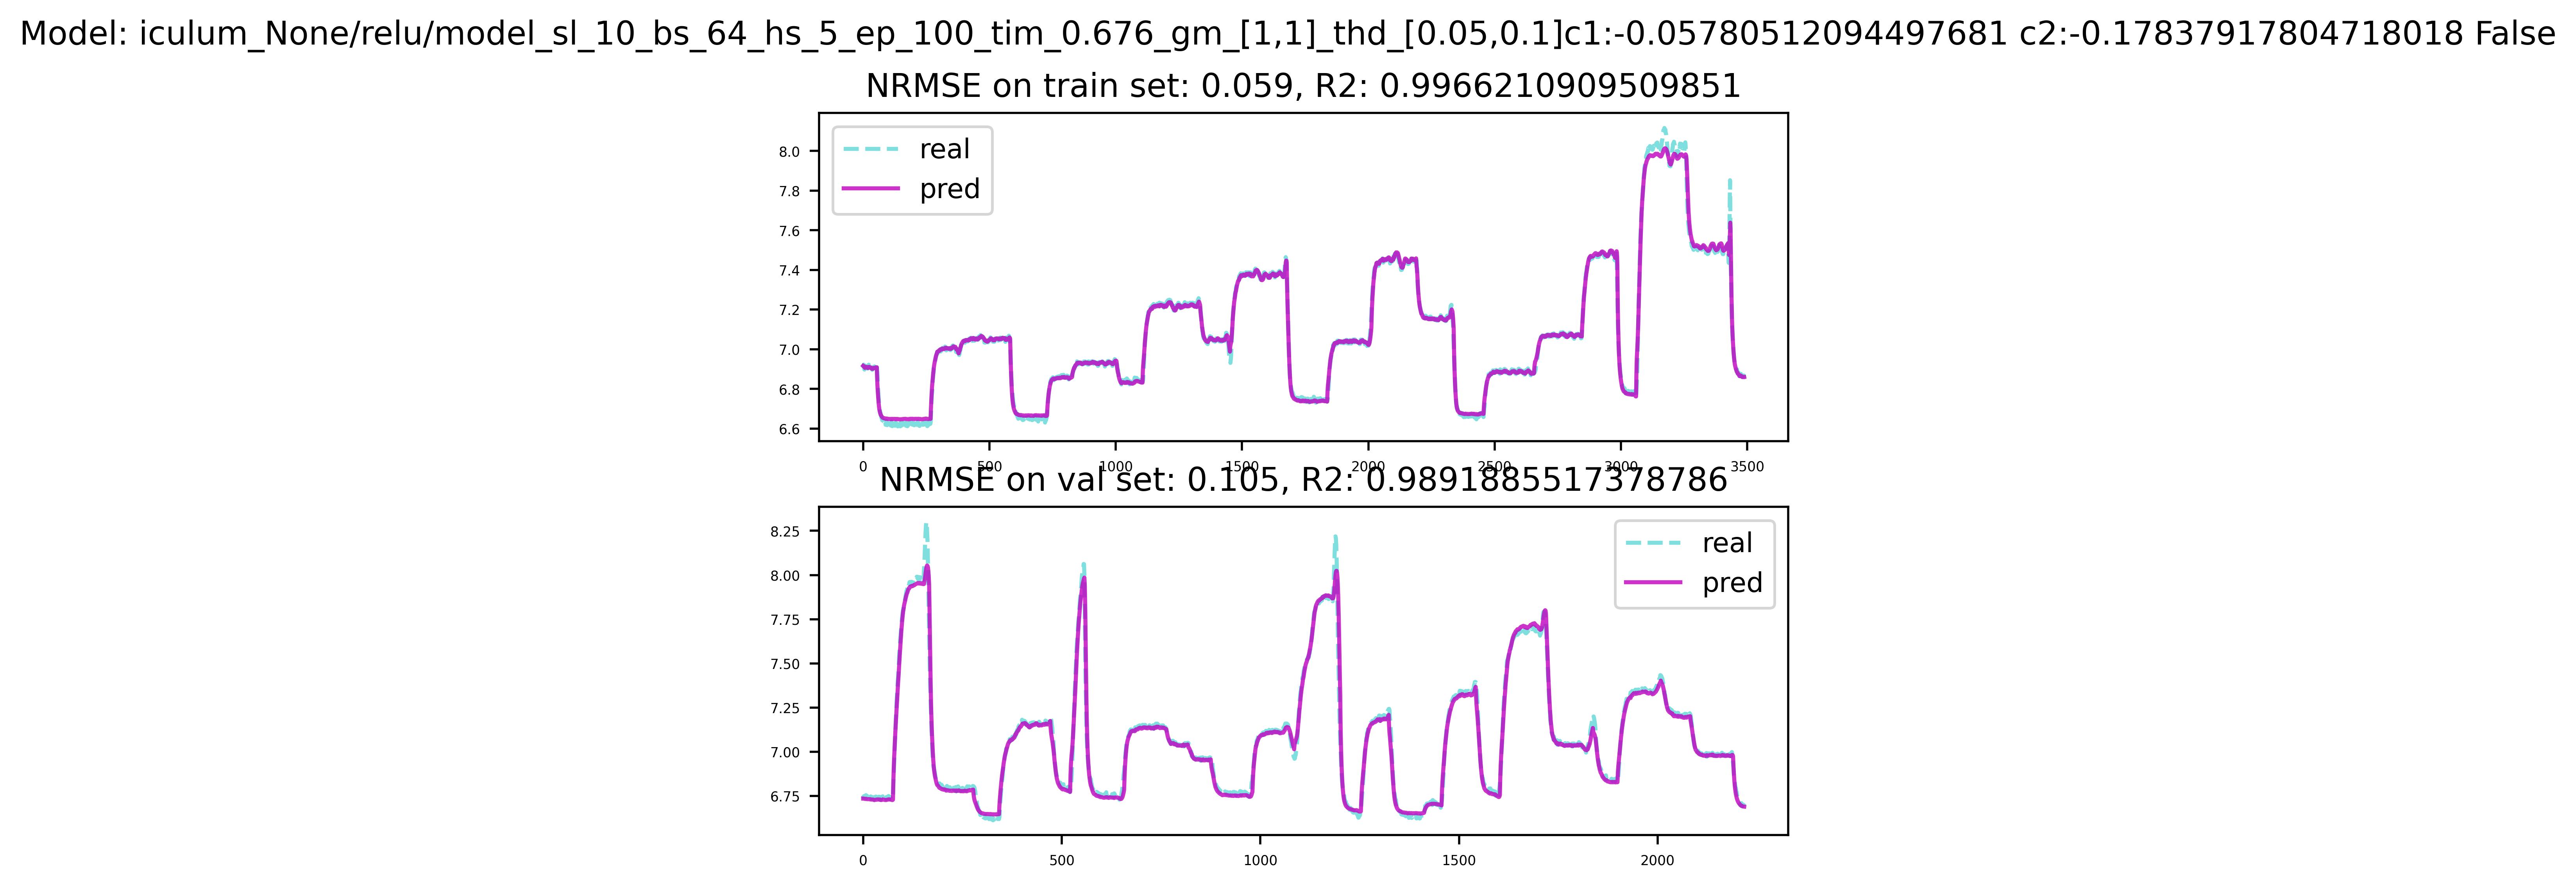 Model: iculum_None/relu/model_sl_10_bs_64_hs_5_ep_100_tim_0.676_gm_[1,1]_thd_[0.05,0.1]c1:-0.05780512094497681 c2:-0.17837917804718018 False
NRMSE on train set: 0.059, R2: 0.9966210909509851
real
pred
8.0
7.8
7.6
7.4
7.2
7.0
6.8
6.6
0 500 1000 1500 2000 2500 3000 3500
NRMSE on val set: 0.105, R2: 0.9891885517378786
real
pred
8.25
8.00
7.75
7.50
7.25
7.00
6.75
0 500 1000 1500 2000